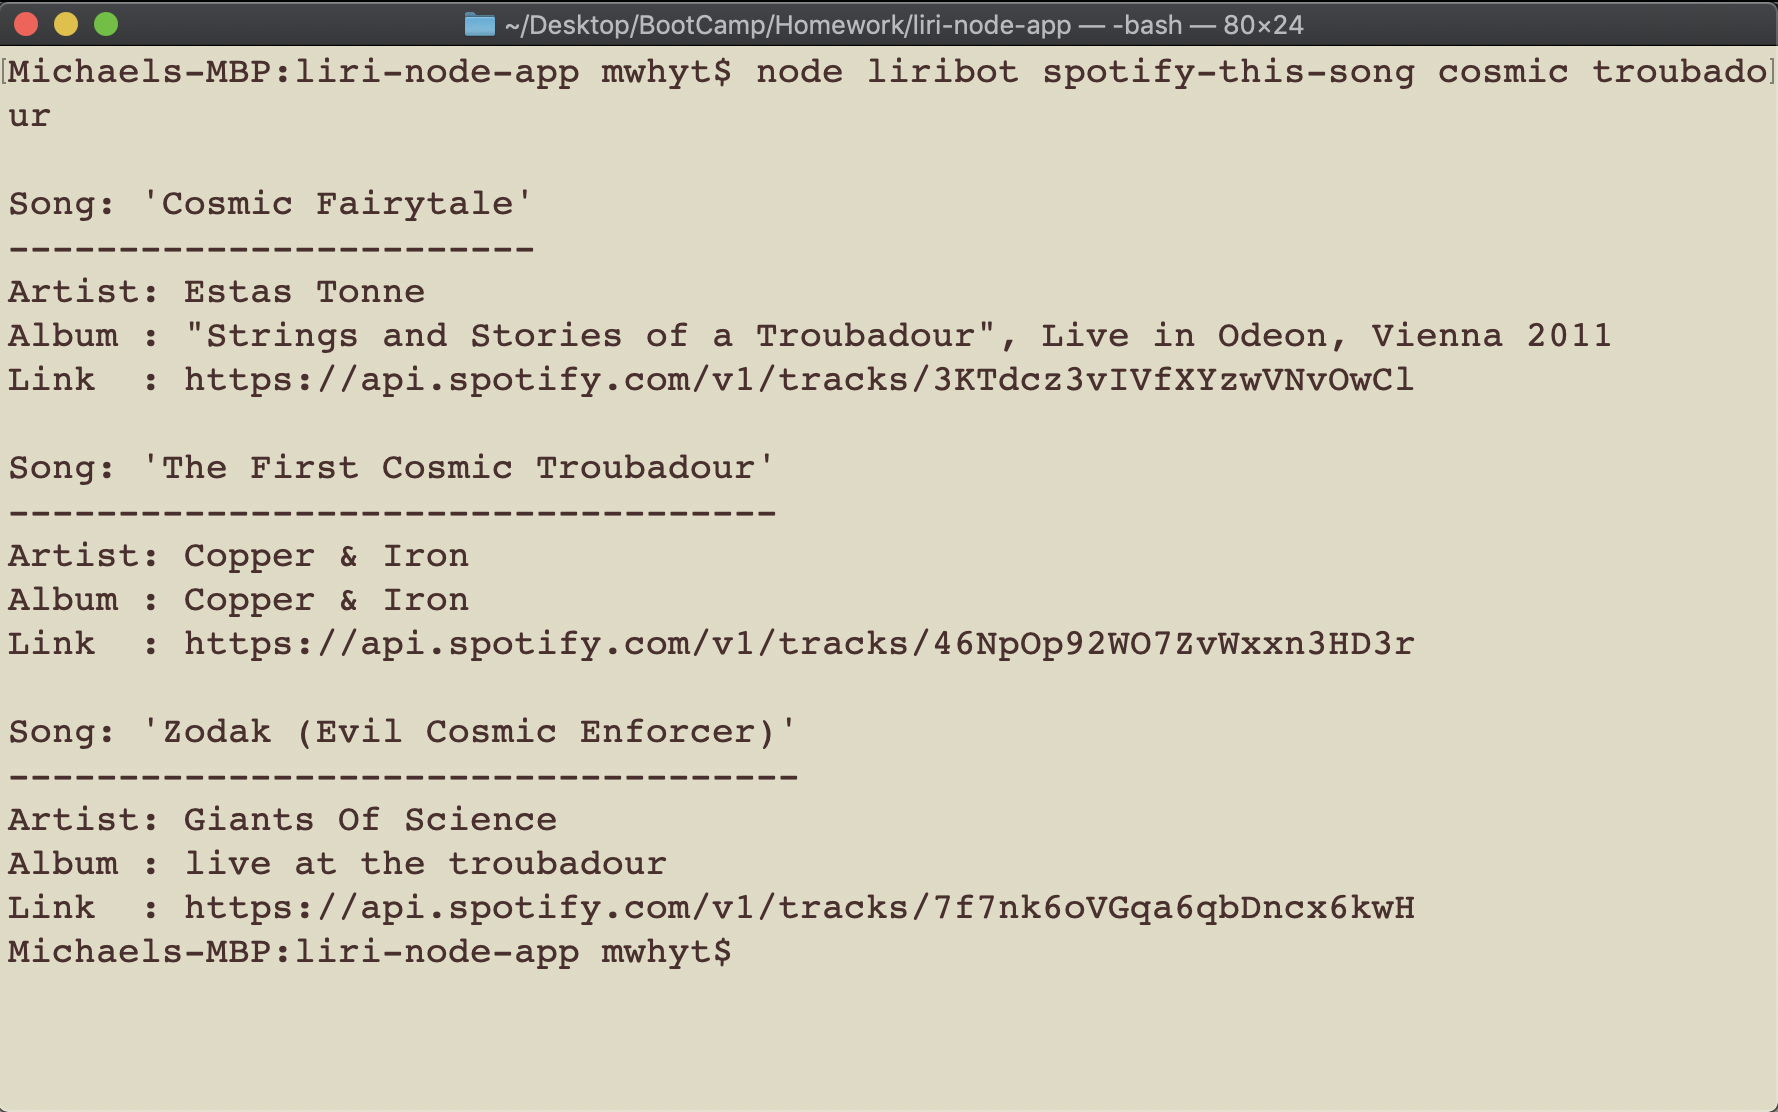 ~/Desktop/BootCamp/Homework/liri-node-app — -bash — 80×24
[Michaels-MBP:liri-node-app mwhyt$ node liribot spotify-this-song cosmic troubado]
ur
Song: 'Cosmic Fairytale'
------------------------
Artist: Estas Tonne
Album : "Strings and Stories of a Troubadour", Live in Odeon, Vienna 2011
Link  : https://api.spotify.com/v1/tracks/3KTdcz3vIVfXYzwVNvOwCl
Song: 'The First Cosmic Troubadour'
-----------------------------------
Artist: Copper & Iron
Album : Copper & Iron
Link  : https://api.spotify.com/v1/tracks/46NpOp92WO7ZvWxxn3HD3r
Song: 'Zodak (Evil Cosmic Enforcer)'
------------------------------------
Artist: Giants Of Science
Album : live at the troubadour
Link  : https://api.spotify.com/v1/tracks/7f7nk6oVGqa6qbDncx6kwH
Michaels-MBP:liri-node-app mwhyt$